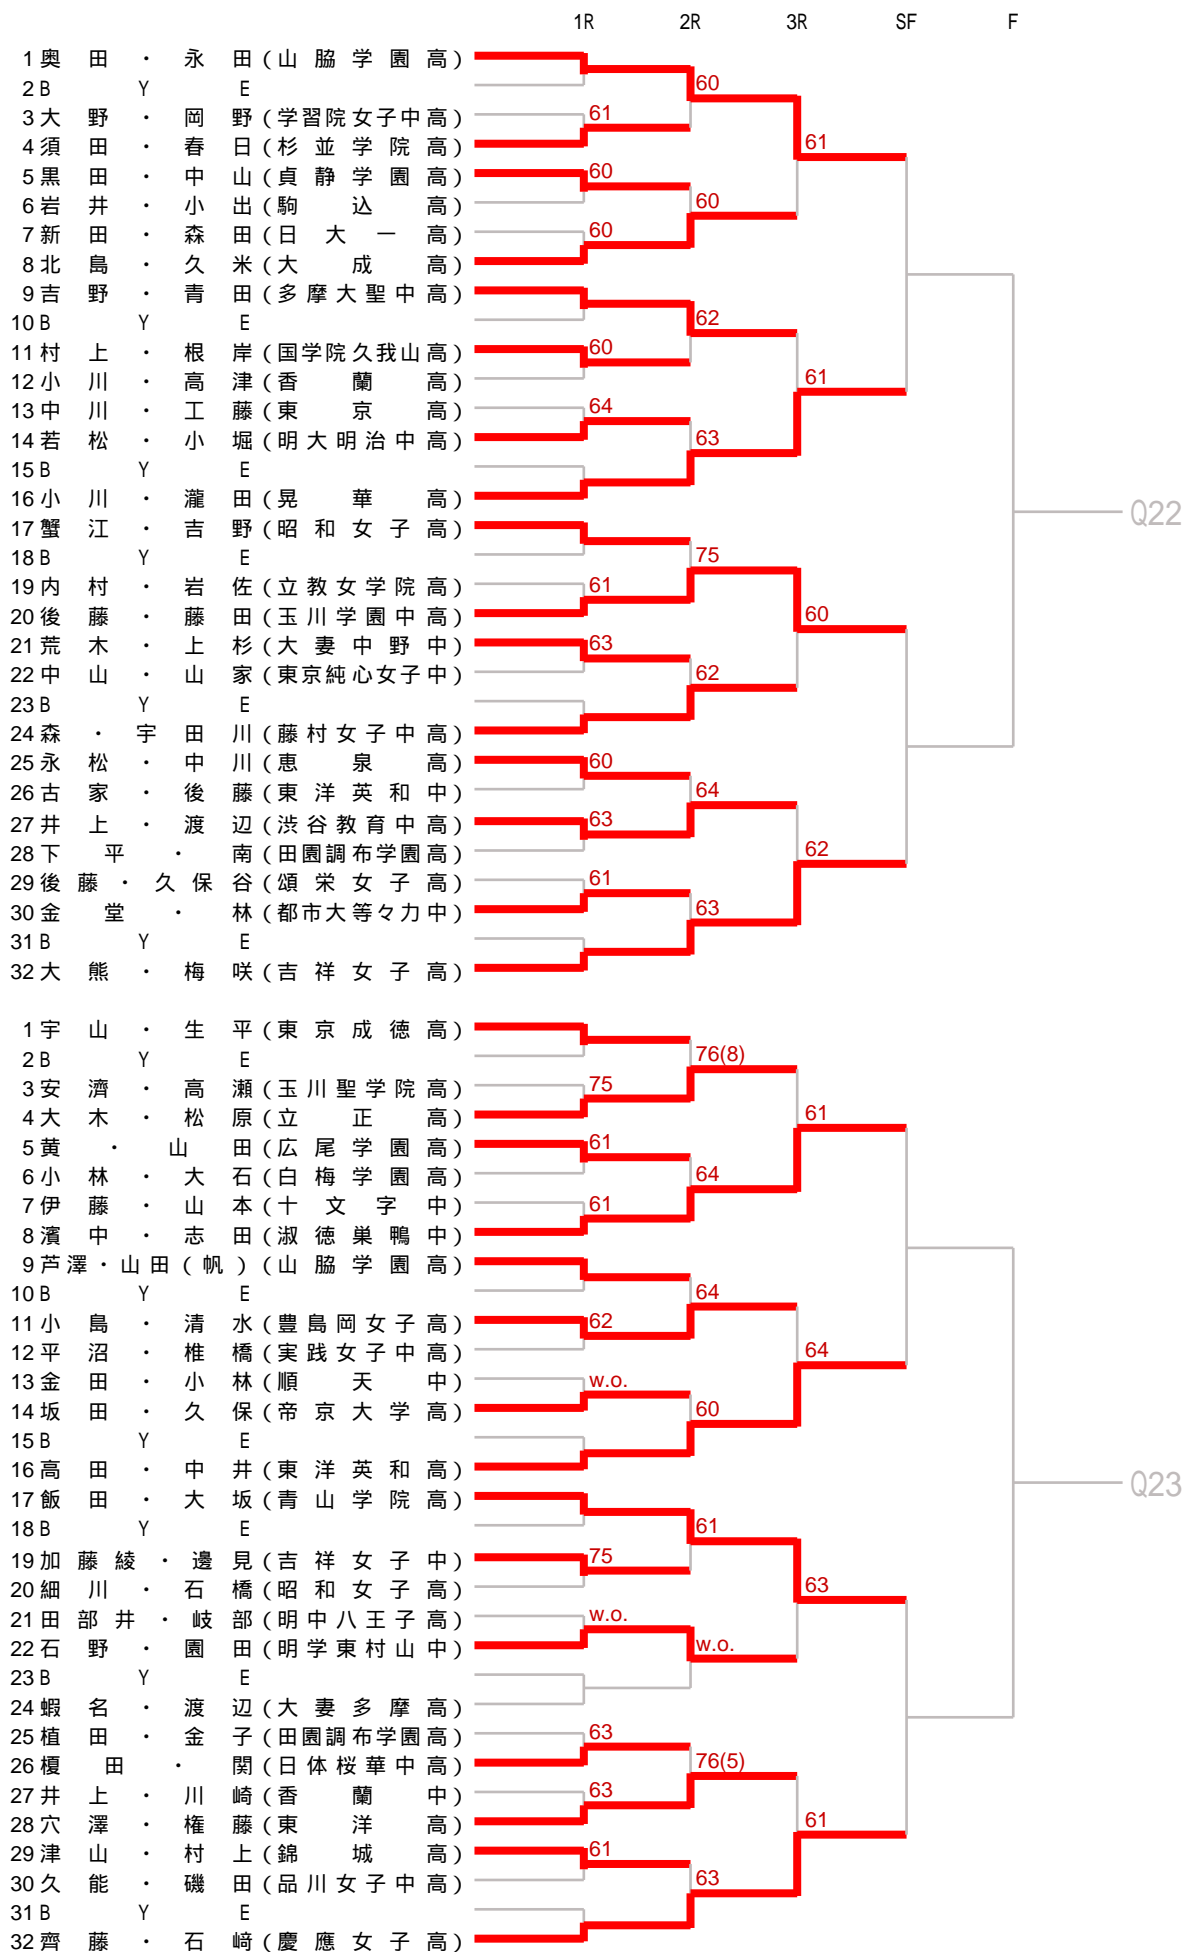 1R 2R 3R SF F
1 奥田・永田(山脇学園高)
2 BYE
60
3 大野・岡野(学習院女子中高) 61
4 須田・春日(杉並学院高) 61
5 黒田・中山(貞静学園高) 60
6 岩井・小出(駒込高) 60
7 新田・森田(日大一高) 60
8 北島・久米(大成高)
9 吉野・青田(多摩大聖中高)
10 BYE 62
11 村上・根岸(国学院久我山高) 60
12 小川・高津(香蘭高) 61
13 中川・工藤(東京高) 64
14 若松・小堀(明大明治中高) 63
15 BYE
16 小川・瀧田(晃華高)
Q22
17 蟹江・吉野(昭和女子高)
18 BYE 75
19 内村・岩佐(立教女学院高) 61
20 後藤・藤田(玉川学園中高) 60
21 荒木・上杉(大妻中野中) 63
22 中山・山家(東京純心女子中) 62
23 BYE
24 森・宇田川(藤村女子中高)
25 永松・中川(恵泉高) 60
26 古家・後藤(東洋英和中) 64
27 井上・渡辺(渋谷教育中高) 63
28 下平・南(田園調布学園高) 62
29 後藤・久保谷(頌栄女子高) 61
30 金堂・林(都市大等々力中) 63
31 BYE
32 大熊・梅咲(吉祥女子高)
1 宇山・生平(東京成徳高)
2 BYE 76(8)
3 安濟・高瀬(玉川聖学院高) 75
4 大木・松原(立正高) 61
5 黄・山田(広尾学園高) 61
6 小林・大石(白梅学園高) 64
7 伊藤・山本(十文字中) 61
8 濱中・志田(淑徳巣鴨中)
9 芦澤・山田(帆)(山脇学園高)
10 BYE 64
11 小島・清水(豊島岡女子高) 62
12 平沼・椎橋(実践女子中高) 64
13 金田・小林(順天中) w.o.
14 坂田・久保(帝京大学高) 60
15 BYE
16 高田・中井(東洋英和高)
Q23
17 飯田・大坂(青山学院高)
18 BYE 61
19 加藤綾・邊見(吉祥女子中) 75
20 細川・石橋(昭和女子高) 63
21 田部井・岐部(明中八王子高) w.o.
22 石野・園田(明学東村山中) w.o.
23 BYE
24 蝦名・渡辺(大妻多摩高)
25 植田・金子(田園調布学園高) 63
26 榎田・関(日体桜華中高) 76(5)
27 井上・川崎(香蘭中) 63
28 穴澤・権藤(東洋高) 61
29 津山・村上(錦城高) 61
30 久能・磯田(品川女子中高) 63
31 BYE
32 齊藤・石﨑(慶應女子高)